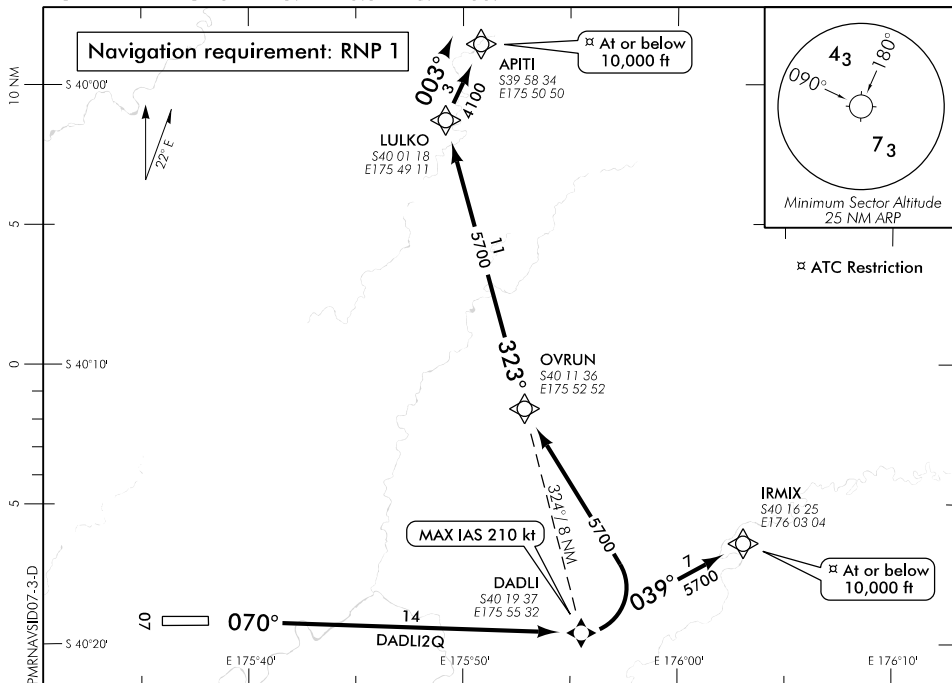 Navigation requirement: RNP 1
¤ At or below
10,000 ft
APITI
S39 58 34
E175 50 50
003°
3
4100
LULKO
S40 01 18
E175 49 11
22° E
43
180°
090°
73
Minimum Sector Altitude
25 NM ARP
¤ ATC Restriction
10 NM
S 40°00'
5
11
5700
323°
0
S 40°10'
OVRUN
S40 11 36
E175 52 52
324°/8 NM
5700
IRMIX
S40 16 25
E176 03 04
5
MAX IAS 210 kt
DADLI
S40 19 37
E175 55 32
039°
7
5700
¤ At or below
10,000 ft
07
070°
14
DADLI2Q
S 40°20'
E 175°40'
E 175°50'
E 176°00'
E 176°10'
PMRNAVSID07-3-D